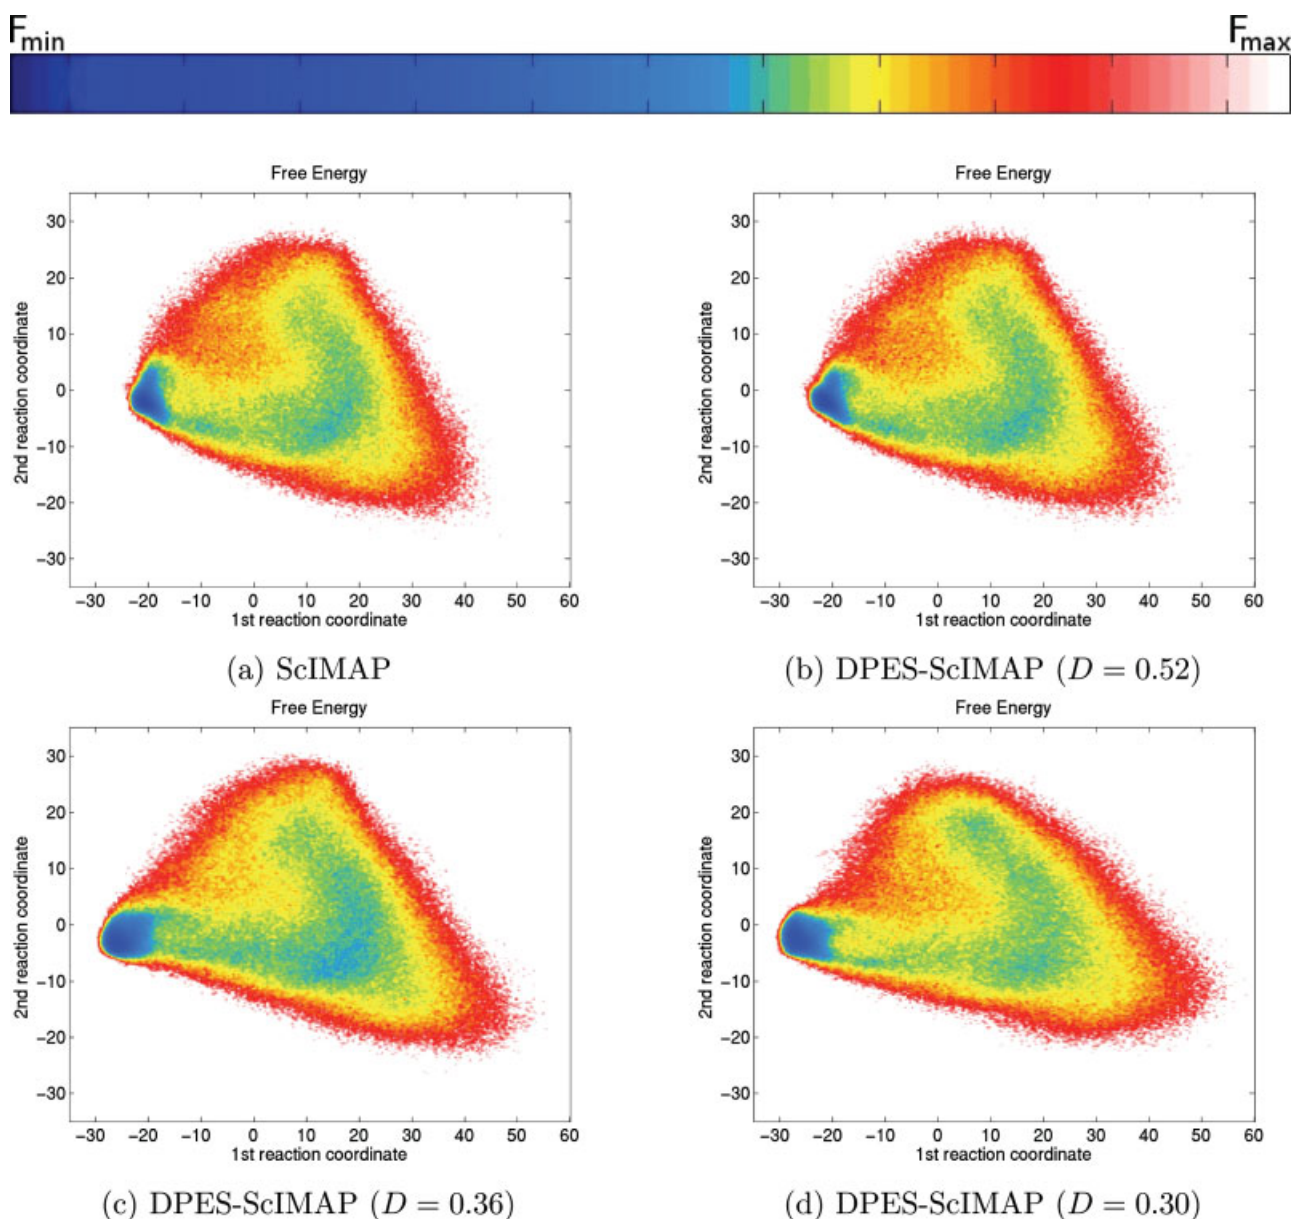 Fmin Fmax
Free Energy
2nd reaction coordinate
30
20
10
0
−10
−20
−30
−30 −20 −10 0 10 20 30 40 50 60
1st reaction coordinate
(a) ScIMAP
Free Energy
2nd reaction coordinate
30
20
10
0
−10
−20
−30
−30 −20 −10 0 10 20 30 40 50 60
1st reaction coordinate
(b) DPES-ScIMAP (D = 0.52)
Free Energy
2nd reaction coordinate
30
20
10
0
−10
−20
−30
−30 −20 −10 0 10 20 30 40 50 60
1st reaction coordinate
(c) DPES-ScIMAP (D = 0.36)
Free Energy
2nd reaction coordinate
30
20
10
0
−10
−20
−30
−30 −20 −10 0 10 20 30 40 50 60
1st reaction coordinate
(d) DPES-ScIMAP (D = 0.30)